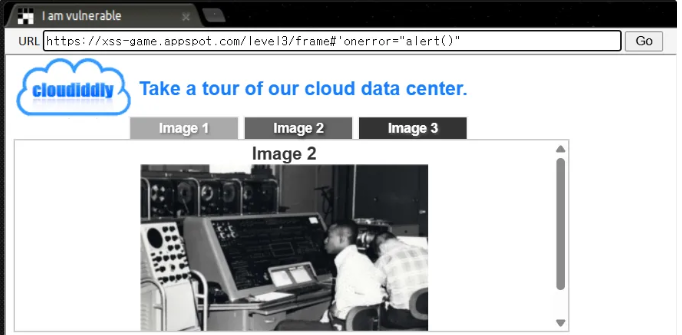 I am vulnerable
URL https://xss-game.appspot.com/level3/frame#'onerror="alert()" Go
cloudiddly Take a tour of our cloud data center.
Image 1 Image 2 Image 3
Image 2